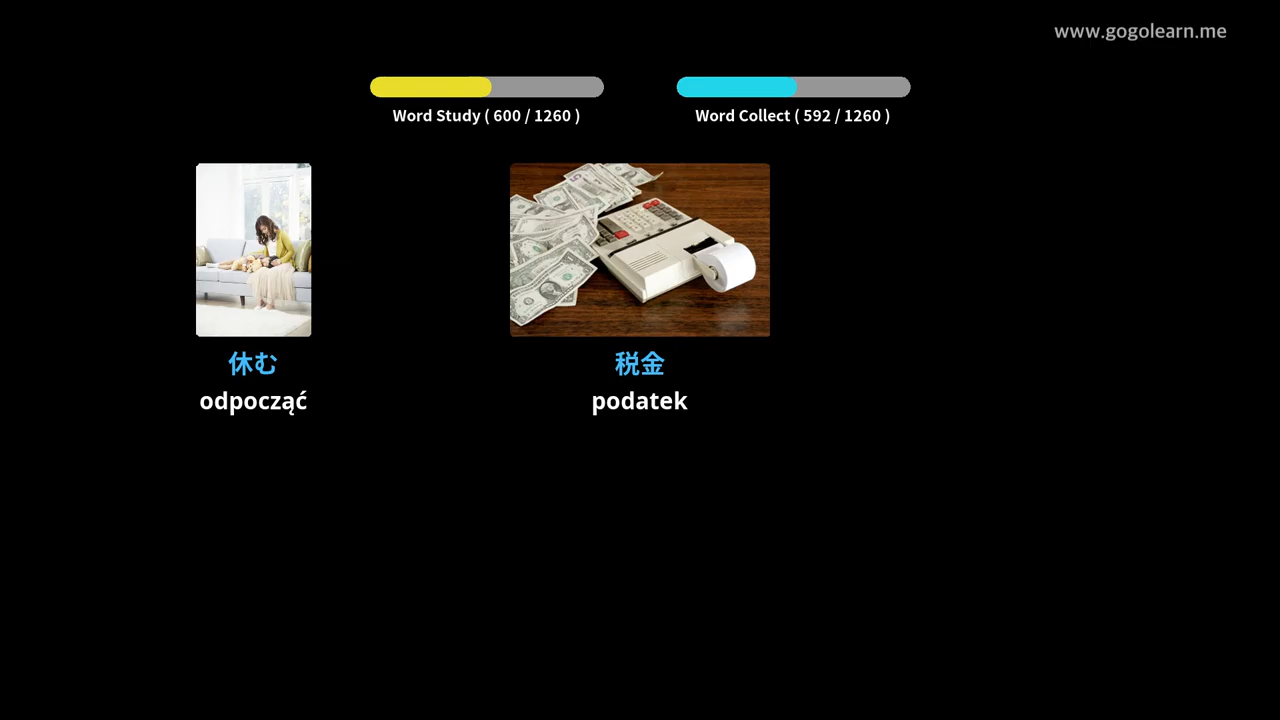 www.gogolearn.me
Word Study ( 600 / 1260 )
Word Collect ( 592 / 1260 )
休む
odpocząć
税金
podatek